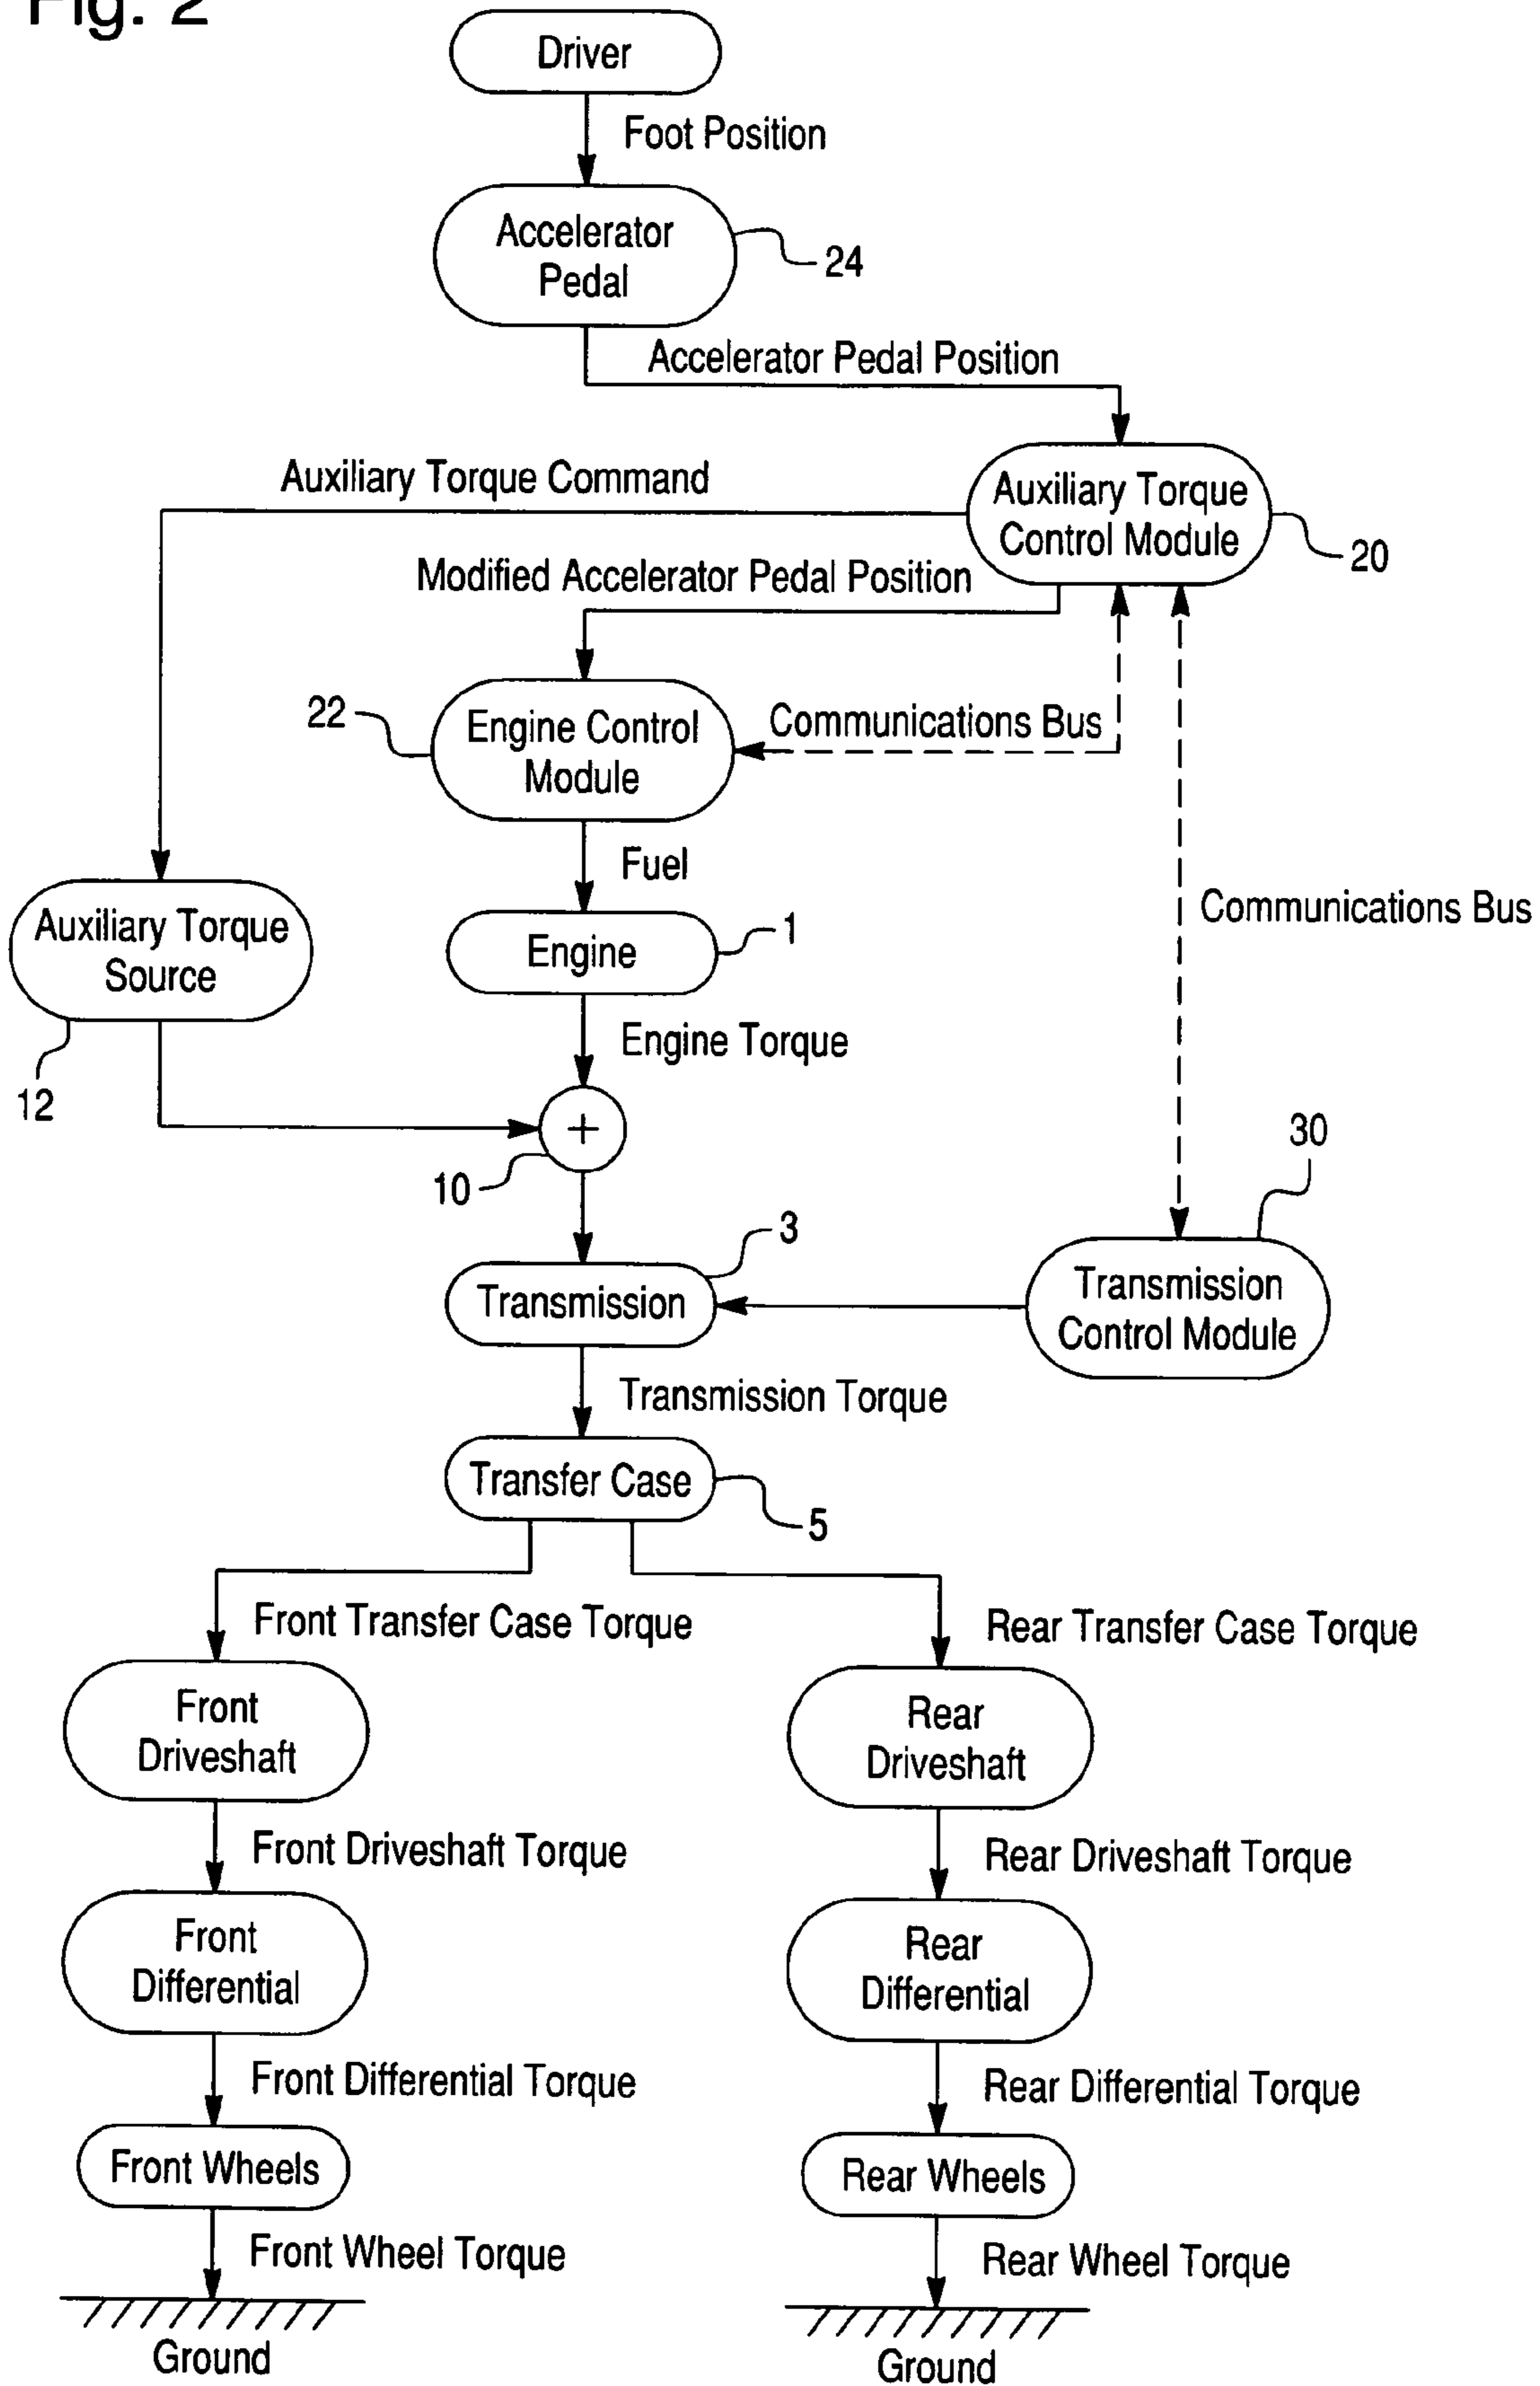 Fig. 2
Driver
Foot Position
Accelerator
Pedal
24
Accelerator Pedal Position
Auxiliary Torque Command
Auxiliary Torque
Control Module
20
Modified Accelerator Pedal Position
22
Engine Control
Module
Communications Bus
Fuel
Communications Bus
Auxiliary Torque
Source
Engine
1
Engine Torque
12
+
10
30
3
Transmission
Transmission
Control Module
Transmission Torque
Transfer Case
5
Front Transfer Case Torque
Rear Transfer Case Torque
Front
Driveshaft
Rear
Driveshaft
Front Driveshaft Torque
Rear Driveshaft Torque
Front
Differential
Rear
Differential
Front Differential Torque
Rear Differential Torque
Front Wheels
Rear Wheels
Front Wheel Torque
Rear Wheel Torque
Ground
Ground